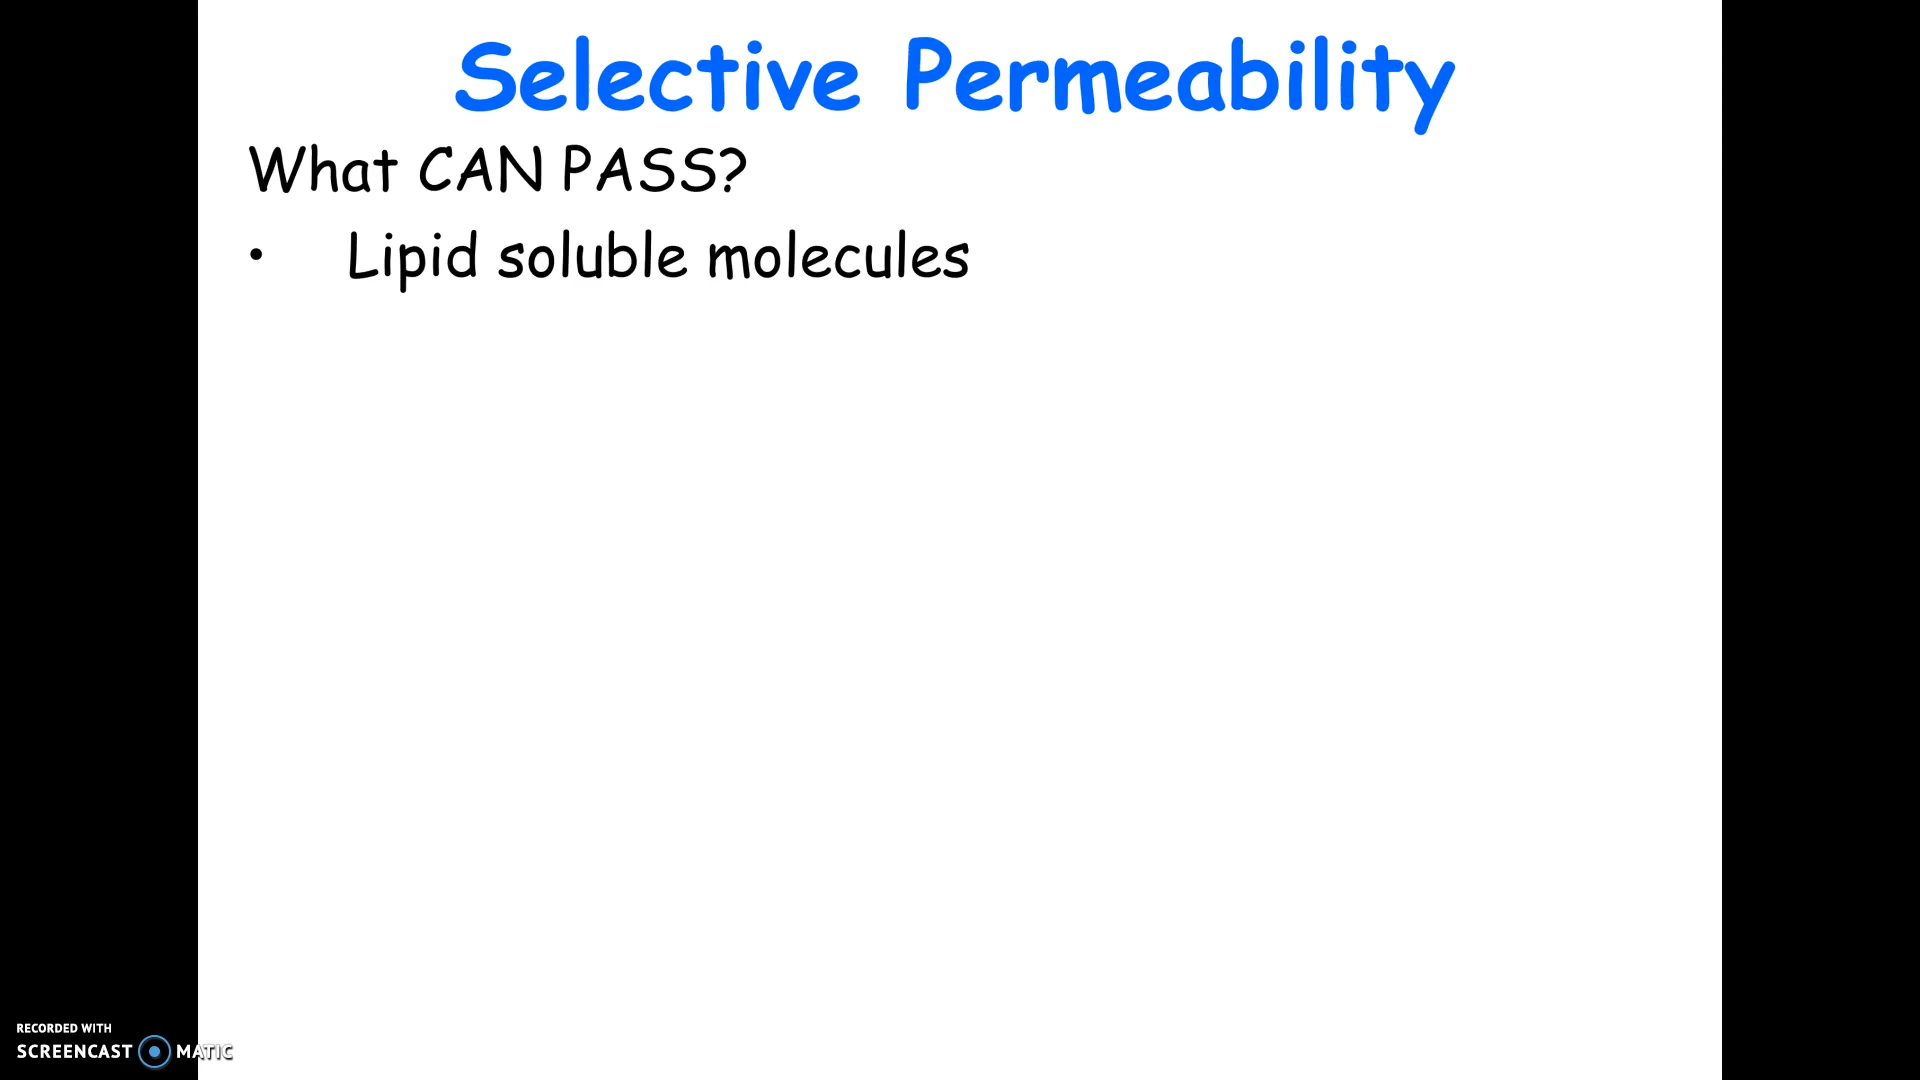 Selective Permeability
What CAN PASS?
• Lipid soluble molecules
RECORDED WITH
SCREENCAST MATIC